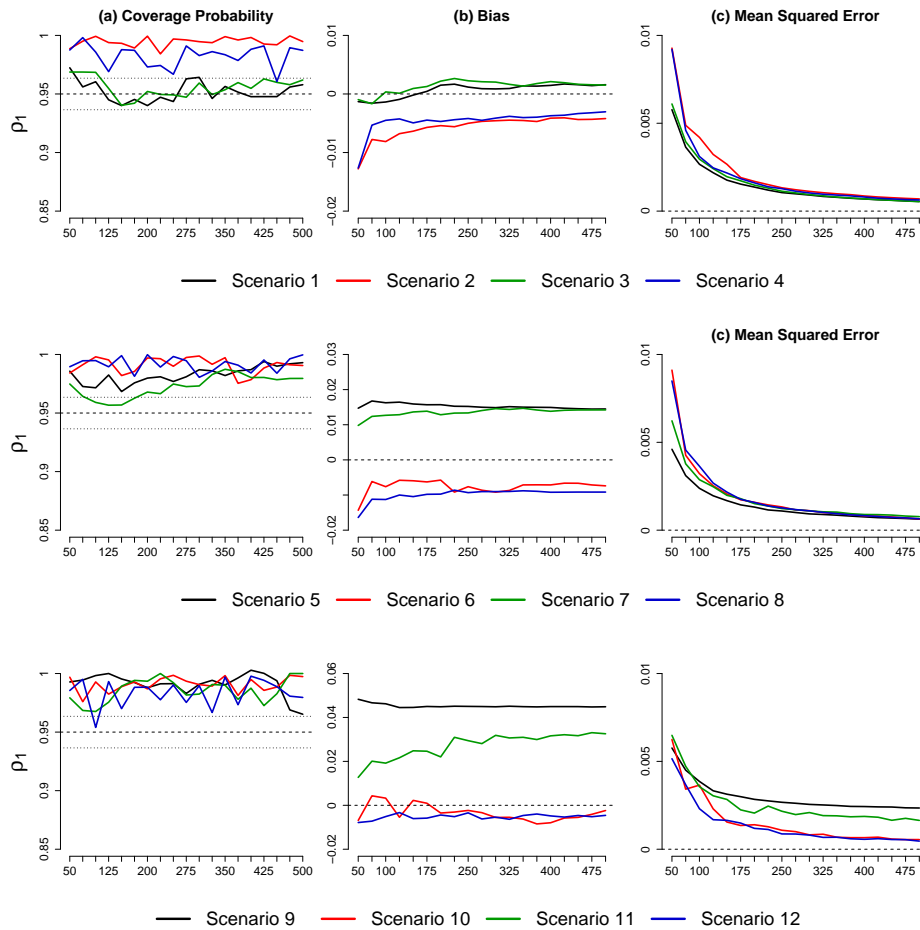 (a) Coverage Probability (b) Bias (c) Mean Squared Error
ρ1
1
0.95
0.9
0.85
50 125 200 275 350 425 500
0.01
0
−0.01
−0.02
50 100 175 250 325 400 475
0.01
0.005
0
50 100 175 250 325 400 475
Scenario 1 Scenario 2 Scenario 3 Scenario 4
(c) Mean Squared Error
ρ1
1
0.95
0.9
0.85
50 125 200 275 350 425 500
0.03
0.02
0.01
0
−0.02
50 100 175 250 325 400 475
0.01
0.005
0
50 100 175 250 325 400 475
Scenario 5 Scenario 6 Scenario 7 Scenario 8
ρ1
1
0.95
0.9
0.85
50 125 200 275 350 425 500
0.06
0.04
0.02
0
−0.02
50 100 175 250 325 400 475
0.01
0.005
0
50 100 175 250 325 400 475
Scenario 9 Scenario 10 Scenario 11 Scenario 12